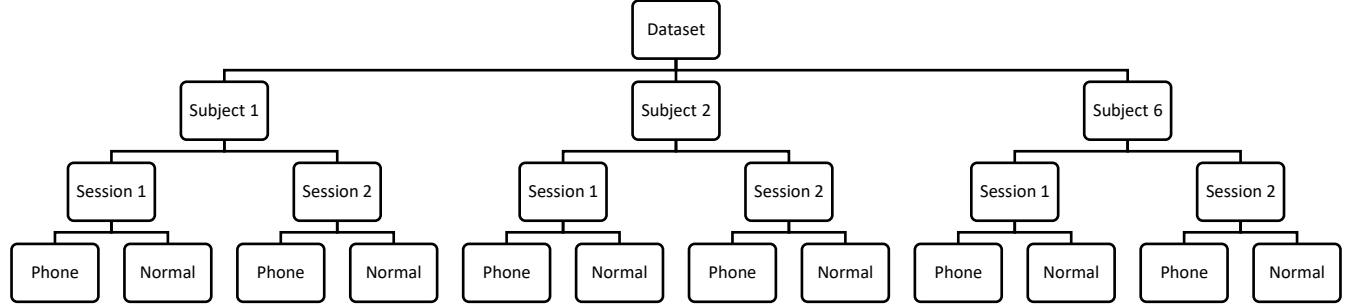 Dataset
Subject 1
Subject 2
Subject 6
Session 1
Session 2
Session 1
Session 2
Session 1
Session 2
Phone
Normal
Phone
Normal
Phone
Normal
Phone
Normal
Phone
Normal
Phone
Normal